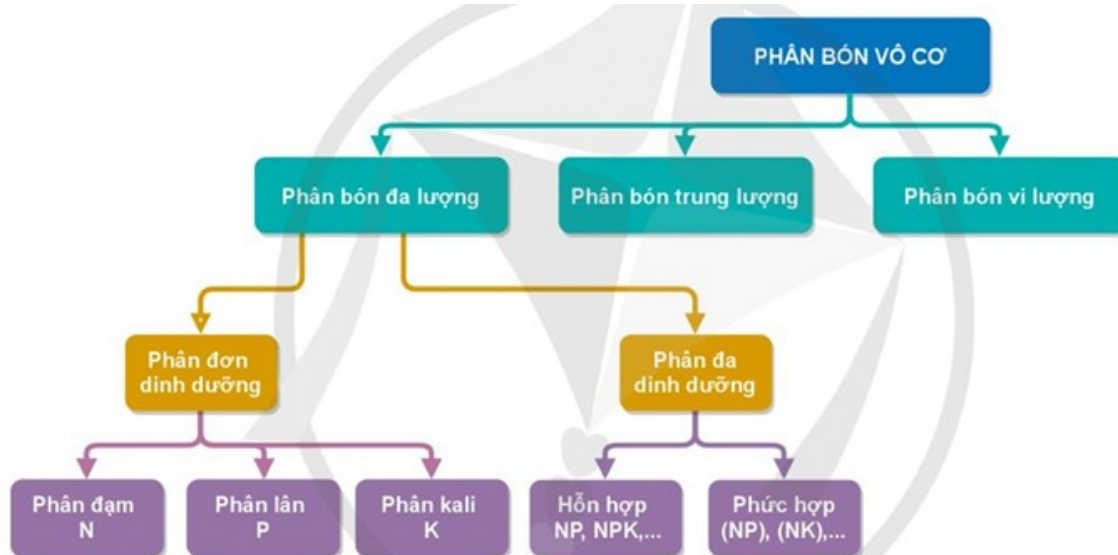 PHÂN BÓN VÔ CƠ
Phân bón đa lượng
Phân bón trung lượng
Phân bón vi lượng
Phân đơn
dinh dưỡng
Phân đa
dinh dưỡng
Phân đạm
N
Phân lân
P
Phân kali
K
Hỗn hợp
NP, NPK,...
Phức hợp
(NP), (NK),...